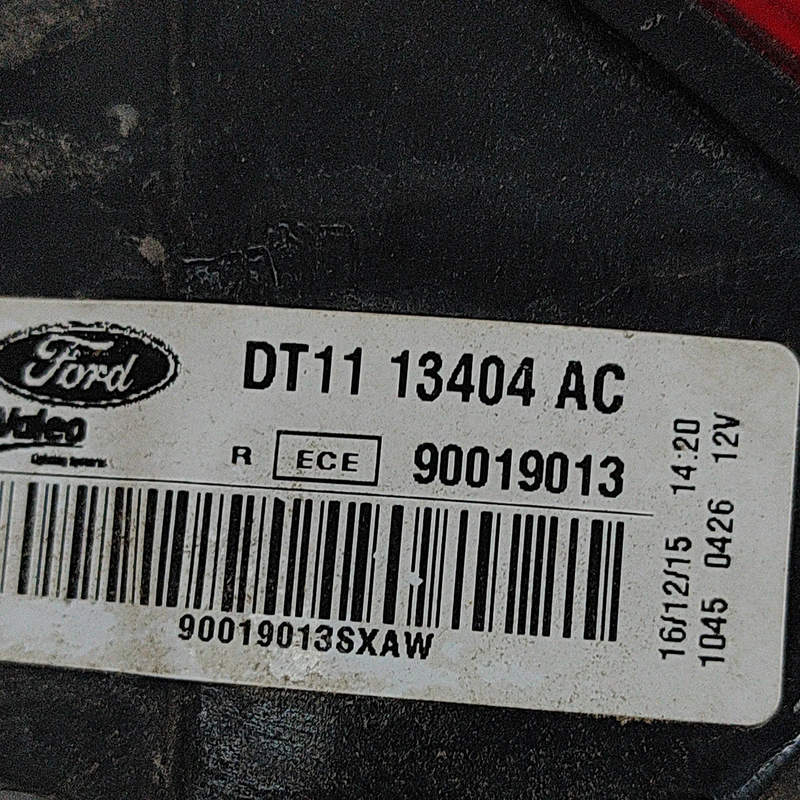 Ford
DT11 13404 AC
Valeo
R ECE 90019013
90019013SXAW
16/12/15 14:20
1045 0426 12V